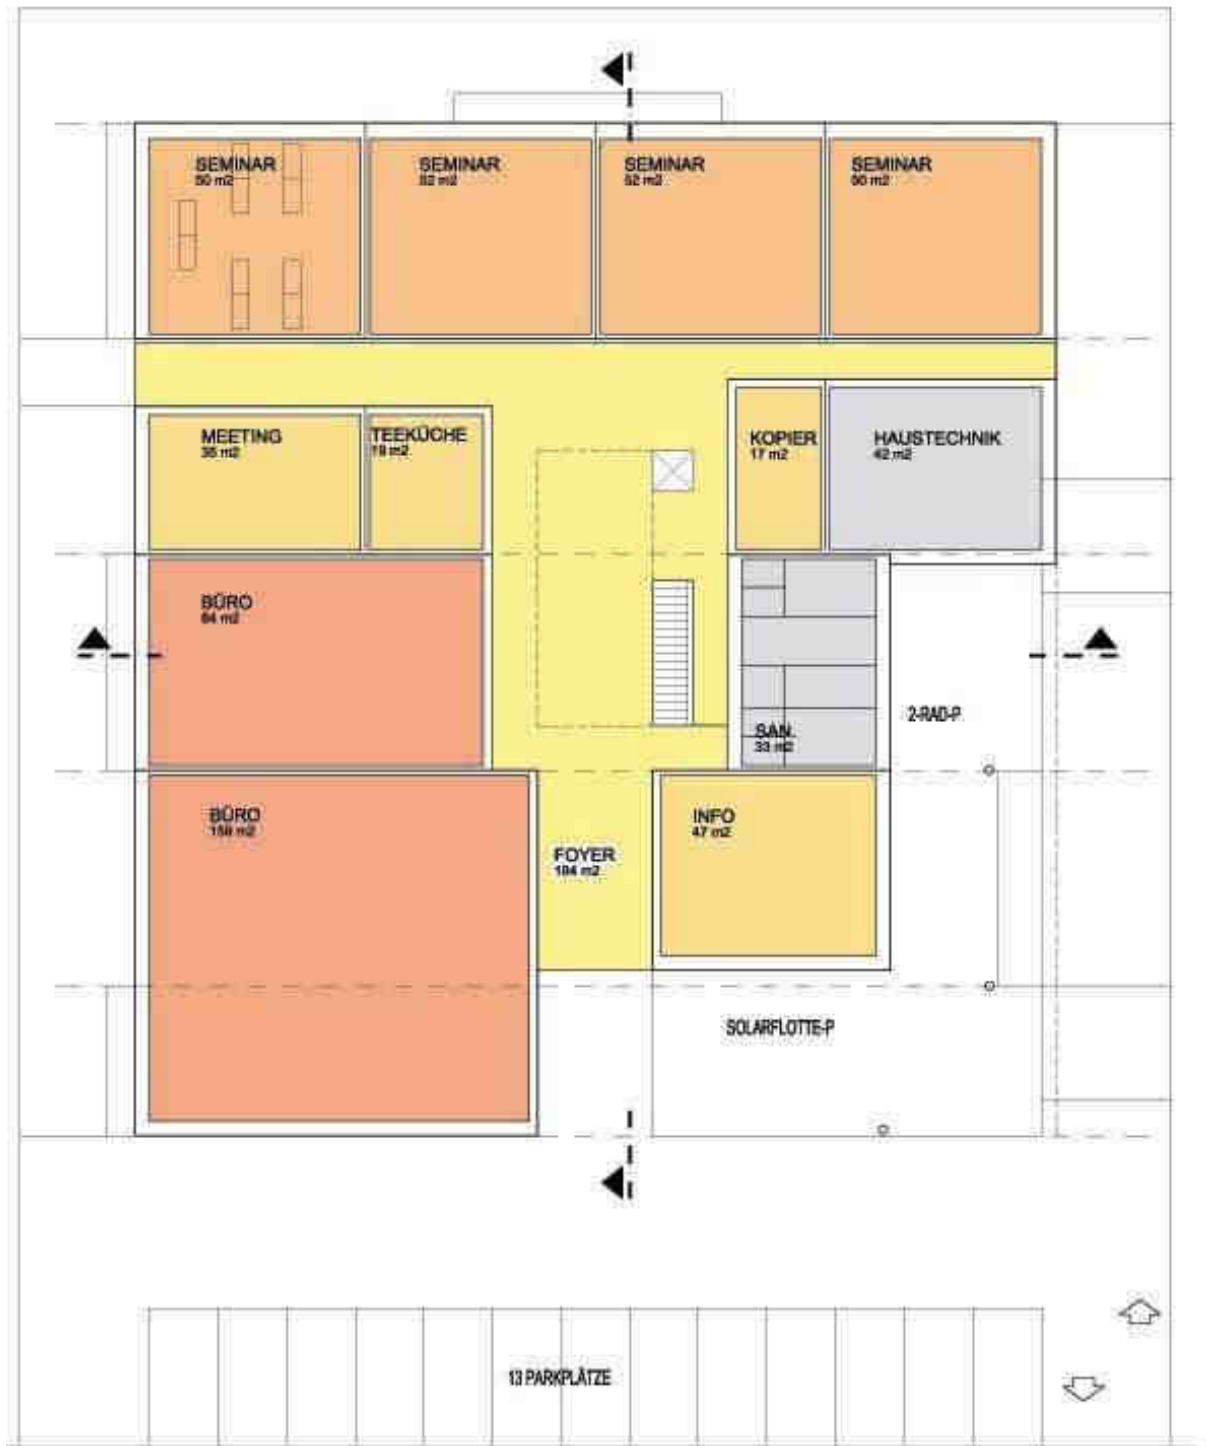 SEMINAR
50 m2
SEMINAR
52 m2
SEMINAR
52 m2
SEMINAR
50 m2
MEETING
35 m2
TEEKÜCHE
19 m2
KOPIER
17 m2
HAUSTECHNIK
42 m2
BÜRO
84 m2
2-RAD-P
SAN.
33 m2
BÜRO
158 m2
INFO
47 m2
FOYER
184 m2
SOLARFLOTTE-P
13 PARKPLÄTZE